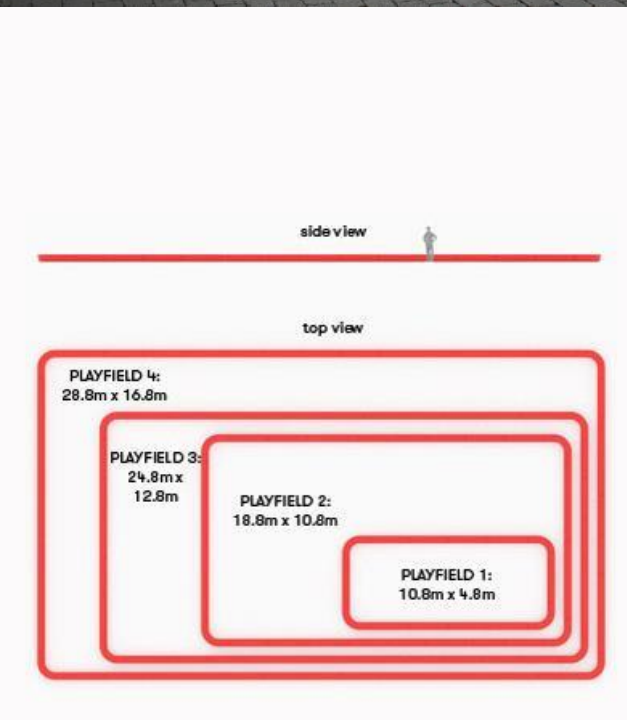 side view
top view
PLAYFIELD 4:
28.8m x 16.8m
PLAYFIELD 3:
24.8m x
12.8m
PLAYFIELD 2:
18.8m x 10.8m
PLAYFIELD 1:
10.8m x 4.8m